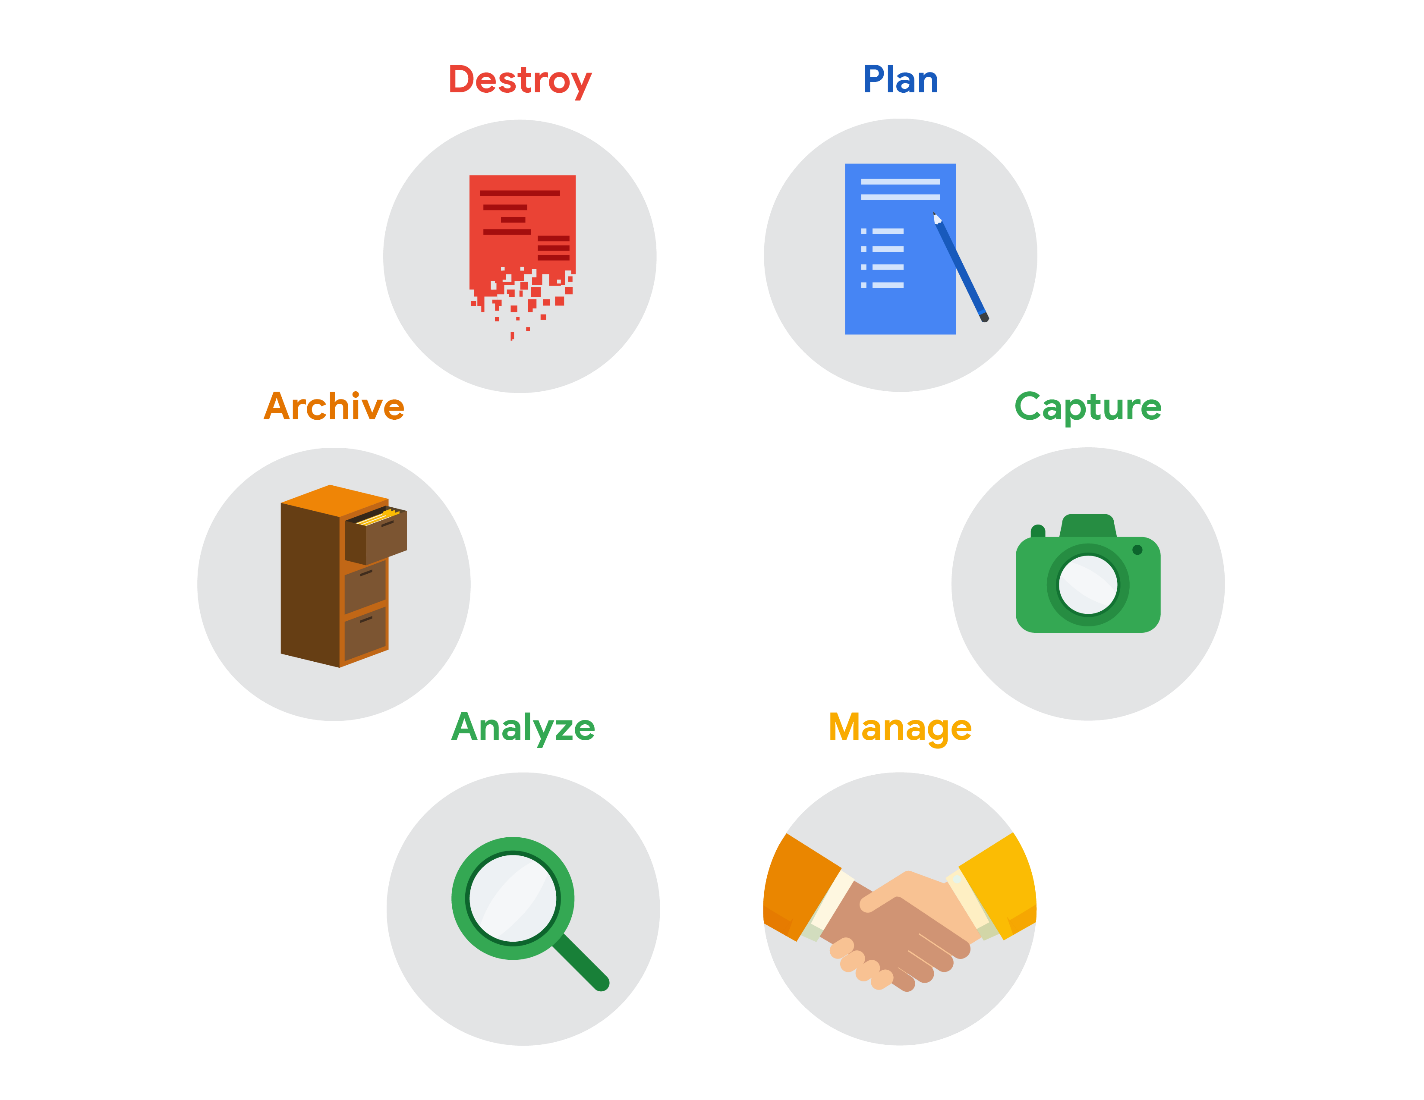 Destroy
Plan
Archive
Capture
Analyze
Manage